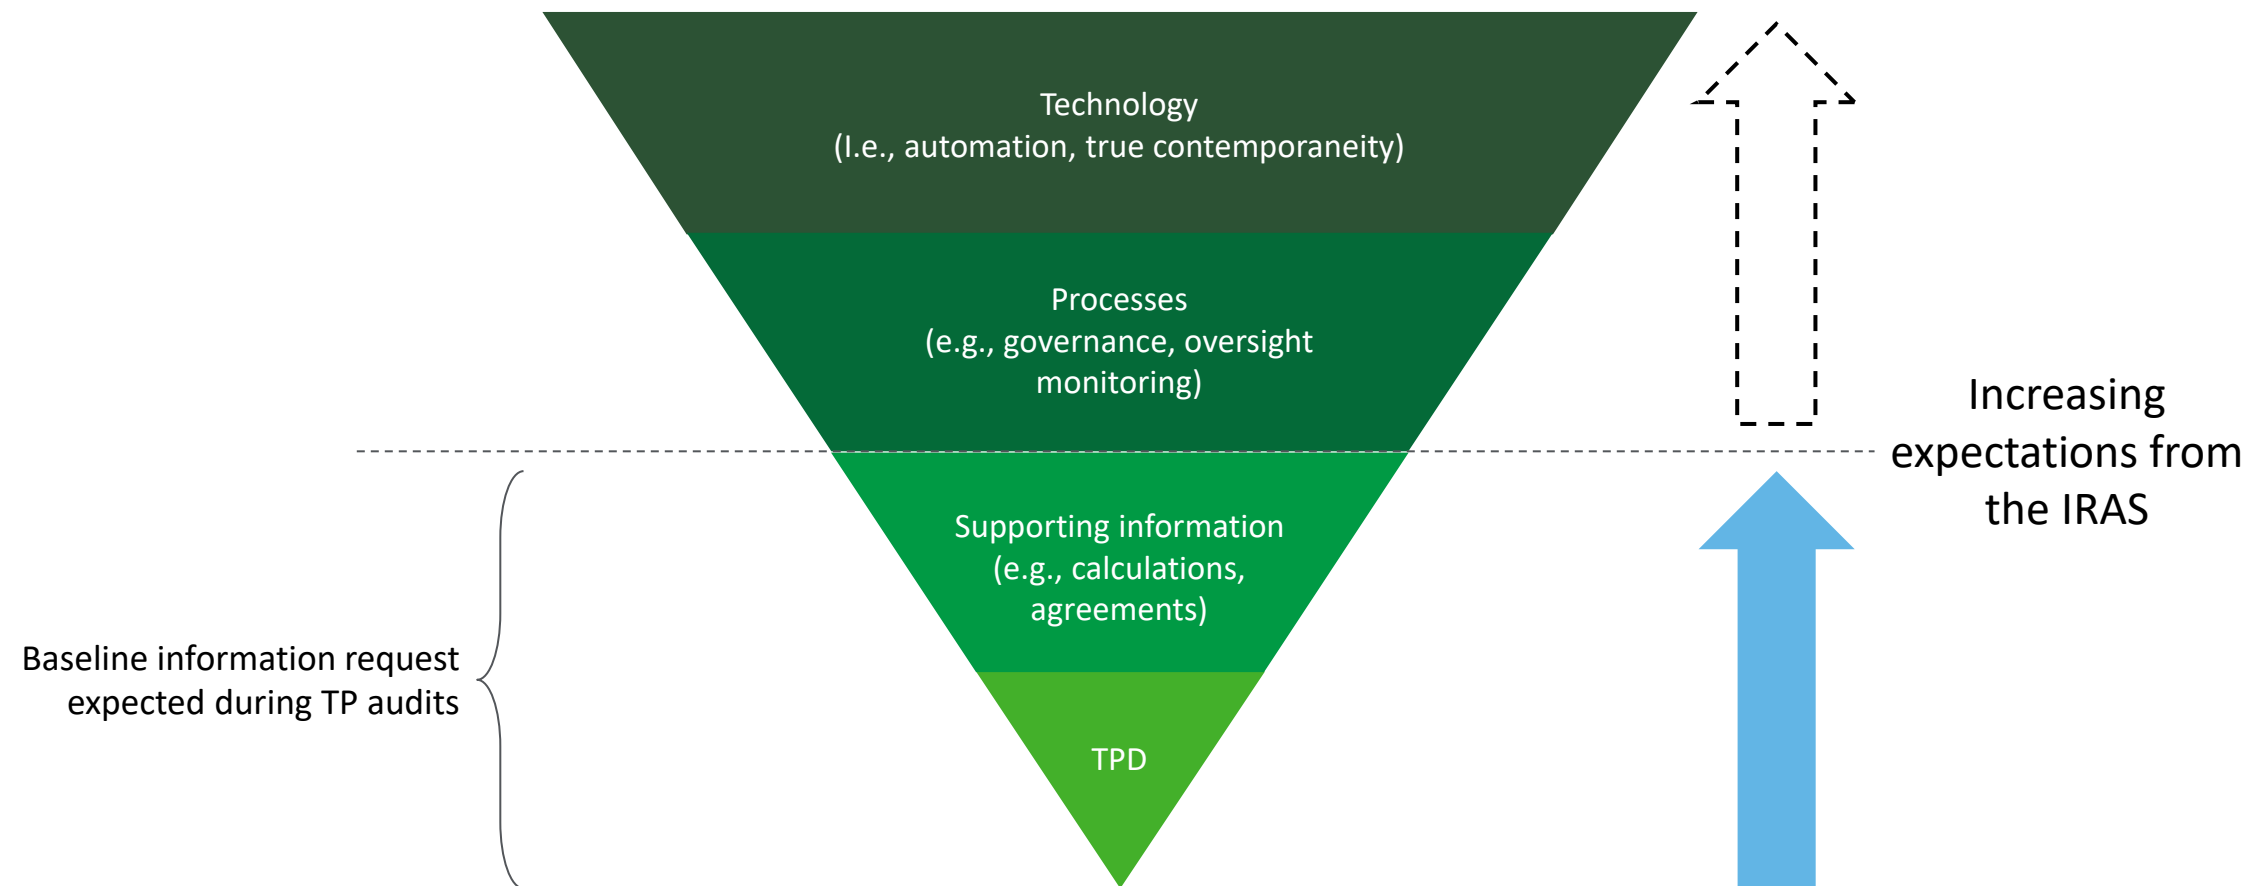 Technology
(I.e., automation, true contemporaneity)
Processes
(e.g., governance, oversight
monitoring)
Increasing
expectations from
the IRAS
Supporting information
(e.g., calculations,
agreements)
Baseline information request
expected during TP audits
TPD